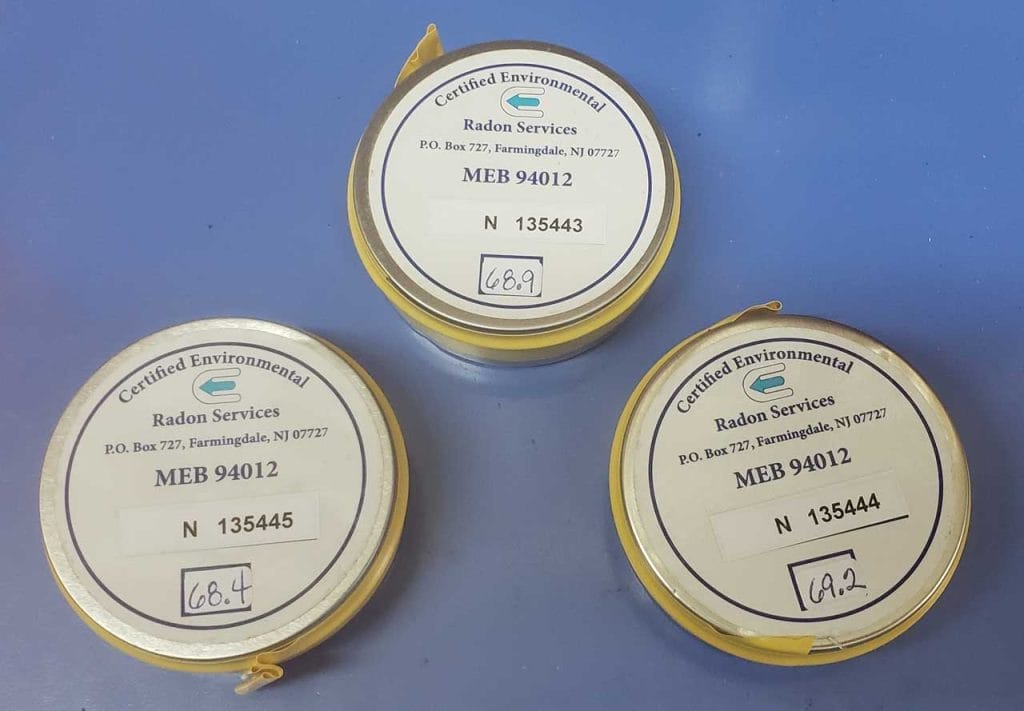 Certified Environmental
Radon Services
P.O. Box 727, Farmingdale, NJ 07727
MEB 94012
N 135443
68.9
Certified Environmental
Radon Services
P.O. Box 727, Farmingdale, NJ 07727
MEB 94012
N 135445
68.4
Certified Environmental
Radon Services
P.O. Box 727, Farmingdale, NJ 07727
MEB 94012
N 135444
69.2